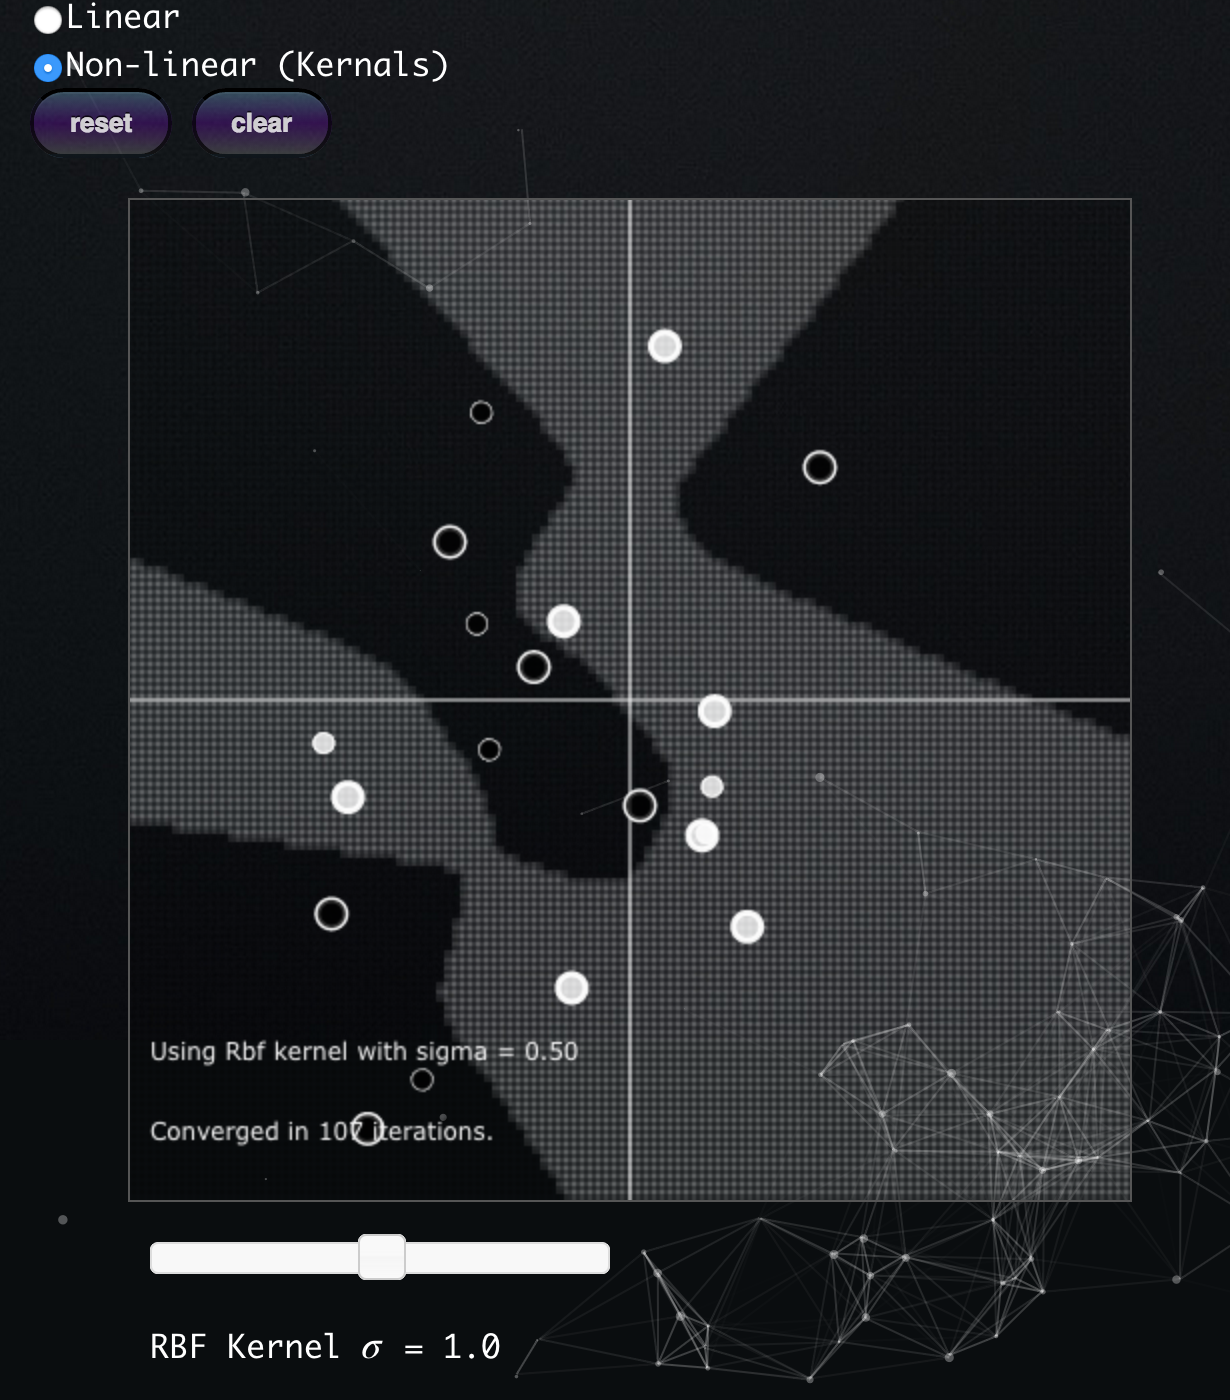 Linear
Non-linear (Kernals)
reset clear
Using Rbf kernel with sigma = 0.50
Converged in 107 iterations.
RBF Kernel σ = 1.0